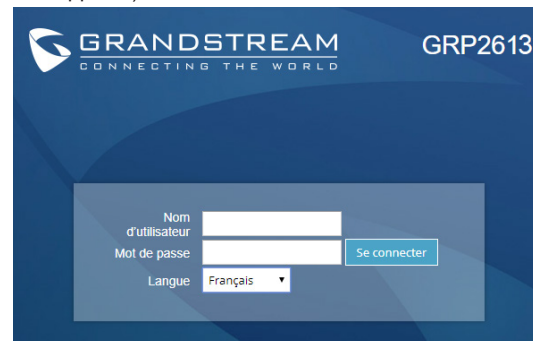 GRANDSTREAM
CONNECTING THE WORLD
GRP2613
Nom
d'utilisateur
Mot de passe
Se connecter
Langue
Français